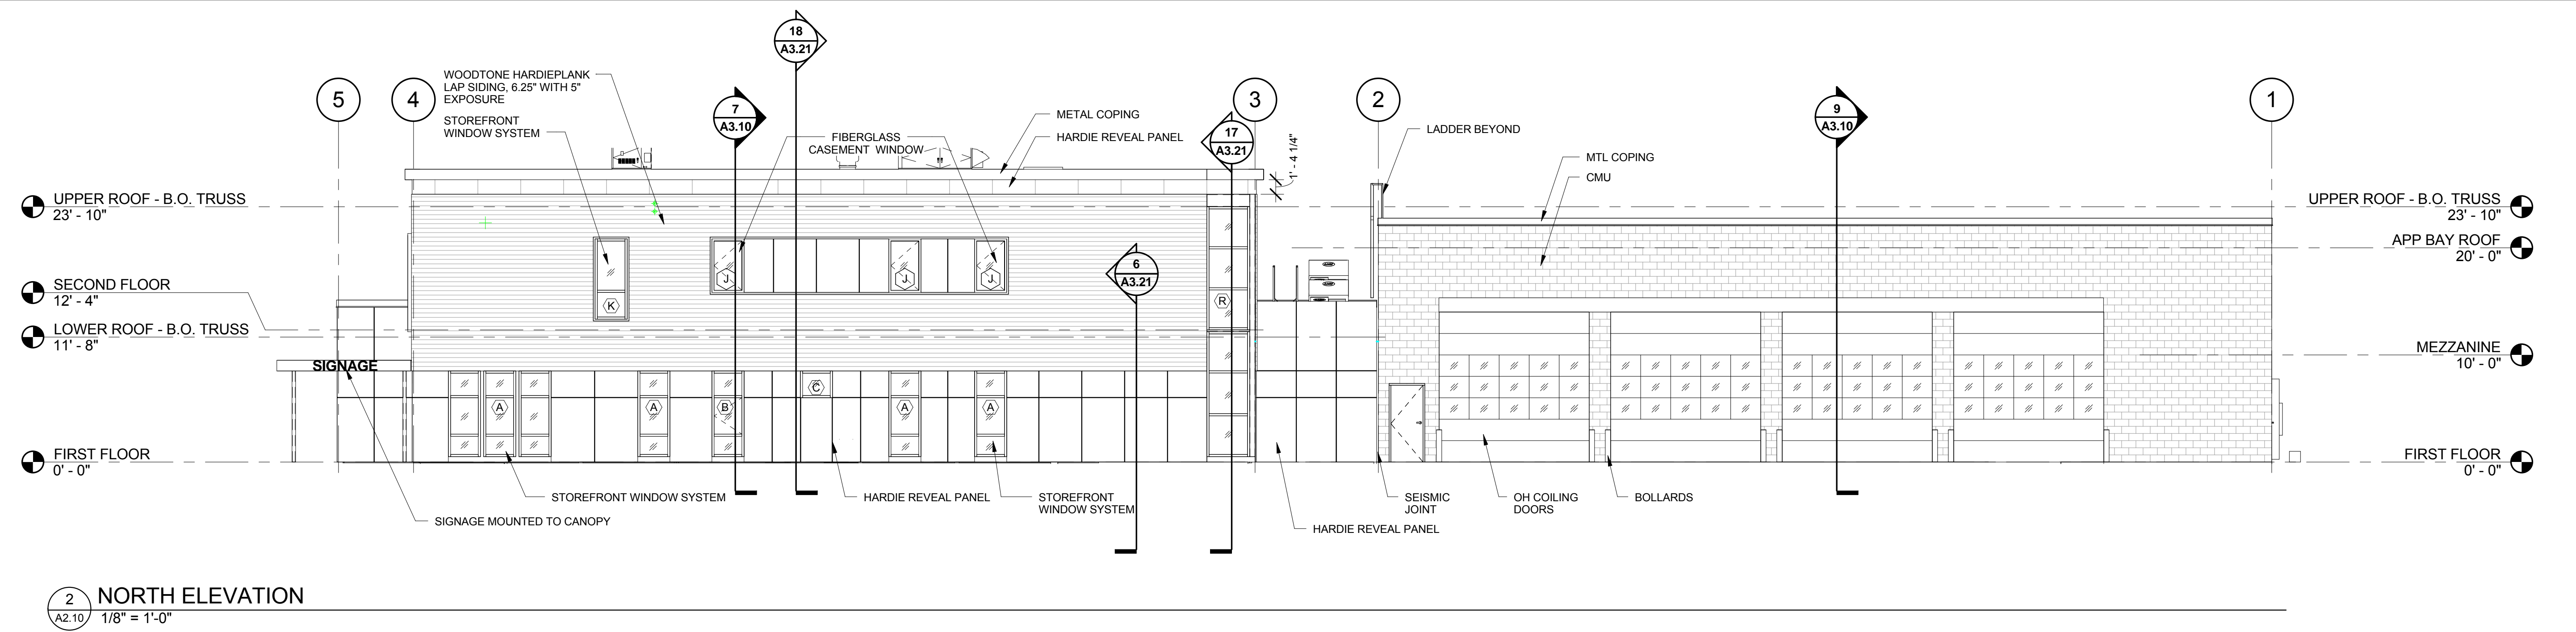 18
A3.21
WOODTONE HARDIEPLANK
LAP SIDING, 6.25" WITH 5"
EXPOSURE
STOREFRONT
WINDOW SYSTEM
5
4
7
A3.10
FIBERGLASS
CASEMENT WINDOW
METAL COPING
HARDIE REVEAL PANEL
17
A3.21
3
1' - 4 1/4"
2
LADDER BEYOND
MTL COPING
CMU
9
A3.10
1
UPPER ROOF - B.O. TRUSS
23' - 10"
SECOND FLOOR
12' - 4"
LOWER ROOF - B.O. TRUSS
11' - 8"
SIGNAGE
FIRST FLOOR
0' - 0"
K
J
J
J
6
A3.21
R
A
A
B
C
A
A
UPPER ROOF - B.O. TRUSS
23' - 10"
APP BAY ROOF
20' - 0"
MEZZANINE
10' - 0"
FIRST FLOOR
0' - 0"
STOREFRONT WINDOW SYSTEM
SIGNAGE MOUNTED TO CANOPY
HARDIE REVEAL PANEL
STOREFRONT
WINDOW SYSTEM
HARDIE REVEAL PANEL
SEISMIC
JOINT
OH COILING
DOORS
BOLLARDS
2
A2.10
NORTH ELEVATION
1/8" = 1'-0"